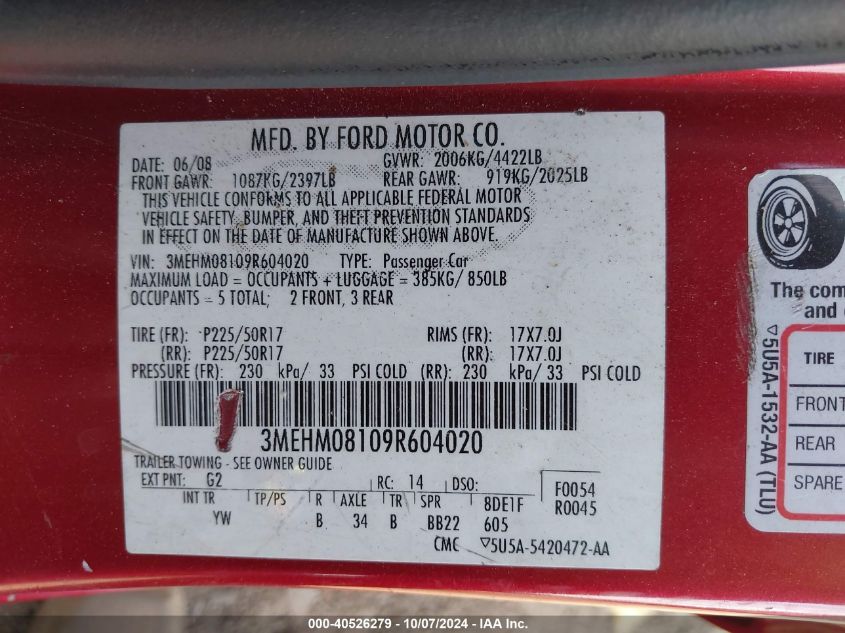 MFD. BY FORD MOTOR CO.
DATE: 06/08 GVWR: 2006KG/4422LB
FRONT GAWR: 1087KG/2397LB REAR GAWR: 919KG/2025LB
THIS VEHICLE CONFORMS TO ALL APPLICABLE FEDERAL MOTOR
VEHICLE SAFETY, BUMPER, AND THEFT PREVENTION STANDARDS
IN EFFECT ON THE DATE OF MANUFACTURE SHOWN ABOVE.
VIN: 3MEHM08109R604020 TYPE: Passenger Car
MAXIMUM LOAD = OCCUPANTS + LUGGAGE = 385KG/ 850LB
OCCUPANTS = 5 TOTAL; 2 FRONT, 3 REAR
TIRE (FR): P225/50R17 RIMS (FR): 17X7.0J
(RR): P225/50R17 (RR): 17X7.0J
PRESSURE (FR): 230 kPa/ 33 PSI COLD (RR): 230 kPa/ 33 PSI COLD
3MEHM08109R604020
TRAILER TOWING - SEE OWNER GUIDE
EXT PNT: G2 RC: 14 DSO: F0054
INT TR TP/PS R AXLE TR SPR 8DE1F R0045
YW B 34 B BB22 605
CMC ▽5U5A-5420472-AA
The com
and
▽5U5A-1532-AA (TLU)
TIRE
FRONT
REAR
SPARE
000-40526279 - 10/07/2024 - IAA Inc.